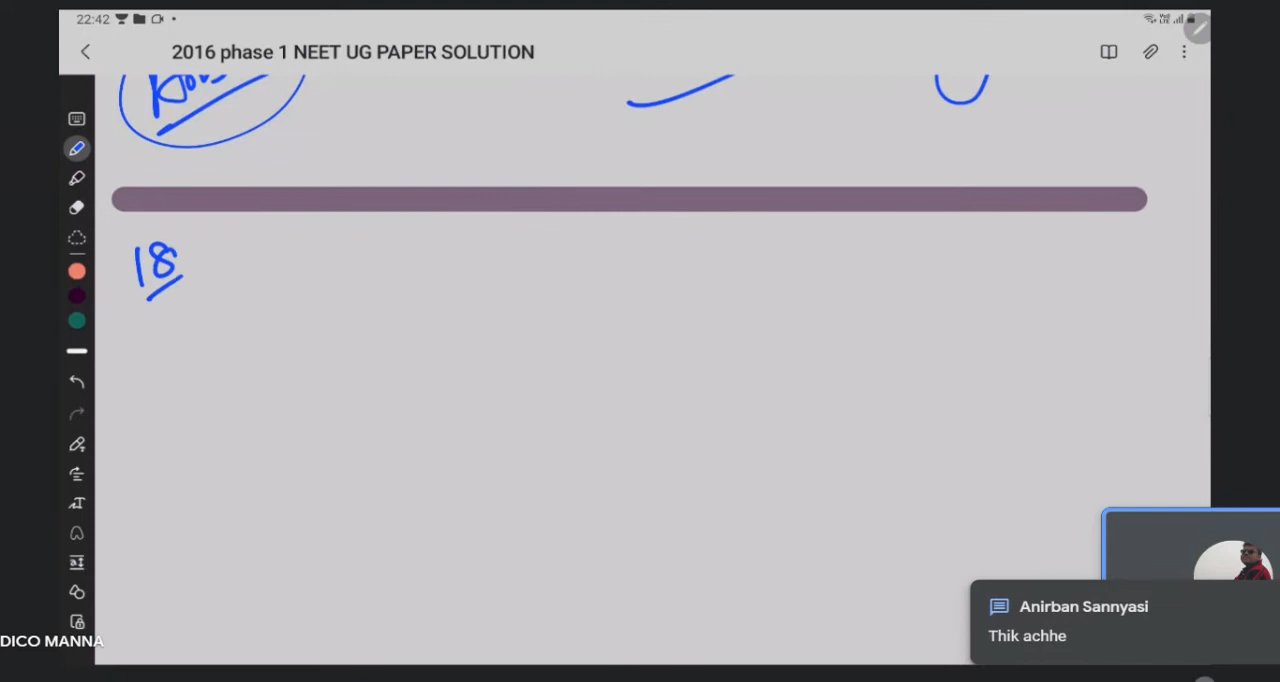 22:42
2016 phase 1 NEET UG PAPER SOLUTION
18
Anirban Sannyasi
Thik achhe
DICO MANNA